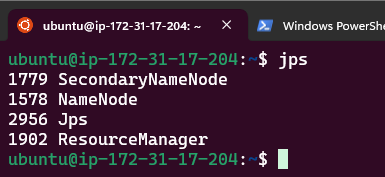 ubuntu@ip-172-31-17-204: ~
Windows PowerShe
ubuntu@ip-172-31-17-204:~$ jps
1779 SecondaryNameNode
1578 NameNode
2956 Jps
1902 ResourceManager
ubuntu@ip-172-31-17-204:~$